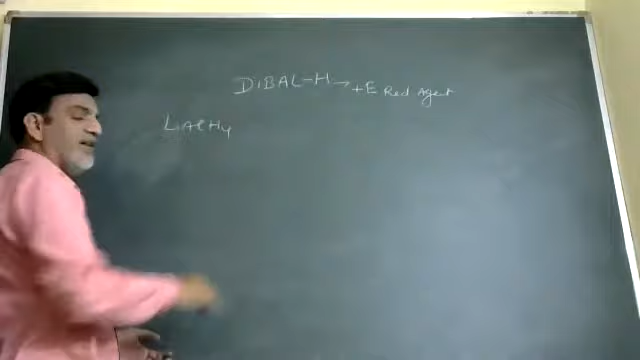 DIBAL-H → +E Red Agent
LiAlH4